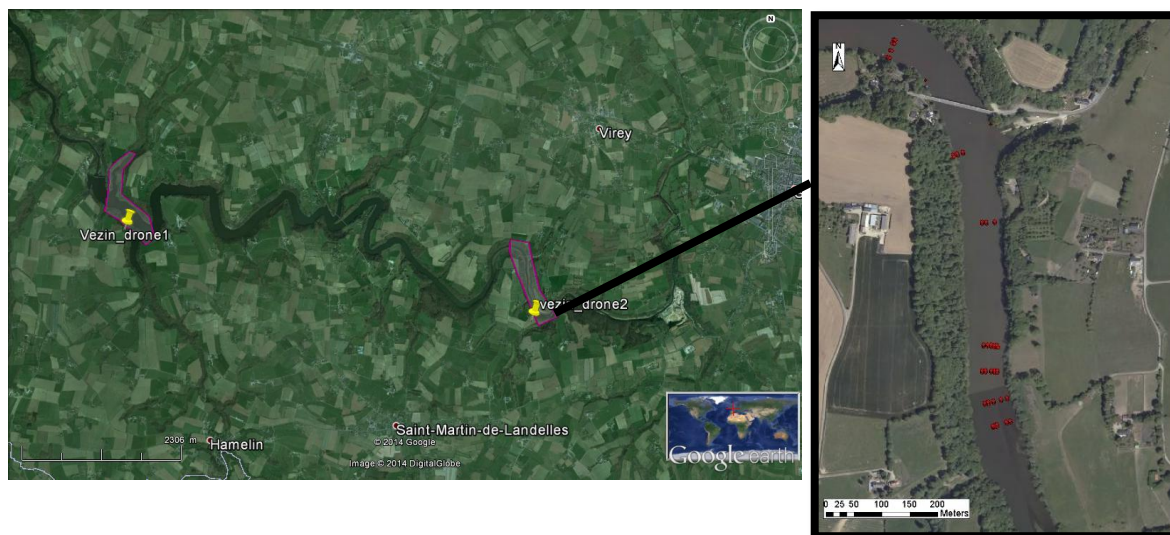 N
Virey
Vezin_drone1
vezin_drone2
Saint-Martin-de-Landelles
Hamelin
© 2014 Google
Image © 2014 DigitalGlobe
2306 m
Google earth
N
0 25 50 100 150 200
Meters